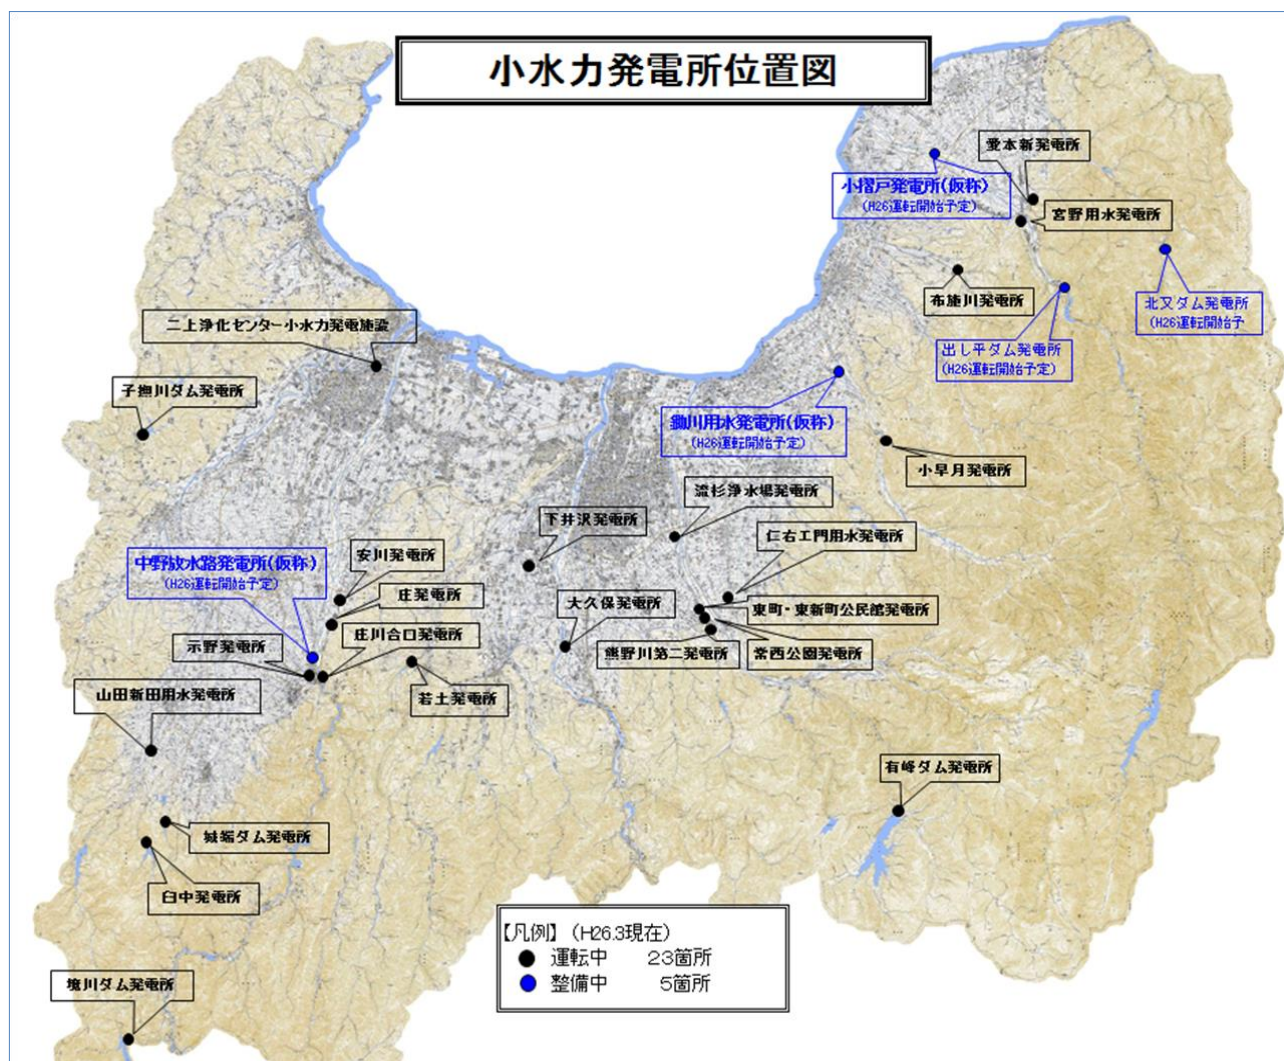 小水力発電所位置図
愛本新発電所
小摺戸発電所(仮称)
(H26運転開始予定)
宮野用水発電所
布施川発電所
北又ダム発電所
(H26運転開始予
出し平ダム発電所
(H26運転開始予定)
二上浄化センター小水力発電施設
子撫川ダム発電所
鋤川用水発電所(仮称)
(H26運転開始予定)
小早月発電所
流杉浄水場発電所
下井沢発電所
仁右エ門用水発電所
中野放水路発電所(仮称)
(H26運転開始予定)
安川発電所
庄発電所
大久保発電所
東町・東新町公民館発電所
庄川合口発電所
示野発電所
熊野川第二発電所
常西公園発電所
山田新田用水発電所
若土発電所
有峰ダム発電所
城端ダム発電所
臼中発電所
境川ダム発電所
【凡例】 (H26.3現在)
運転中 23箇所
整備中 5箇所